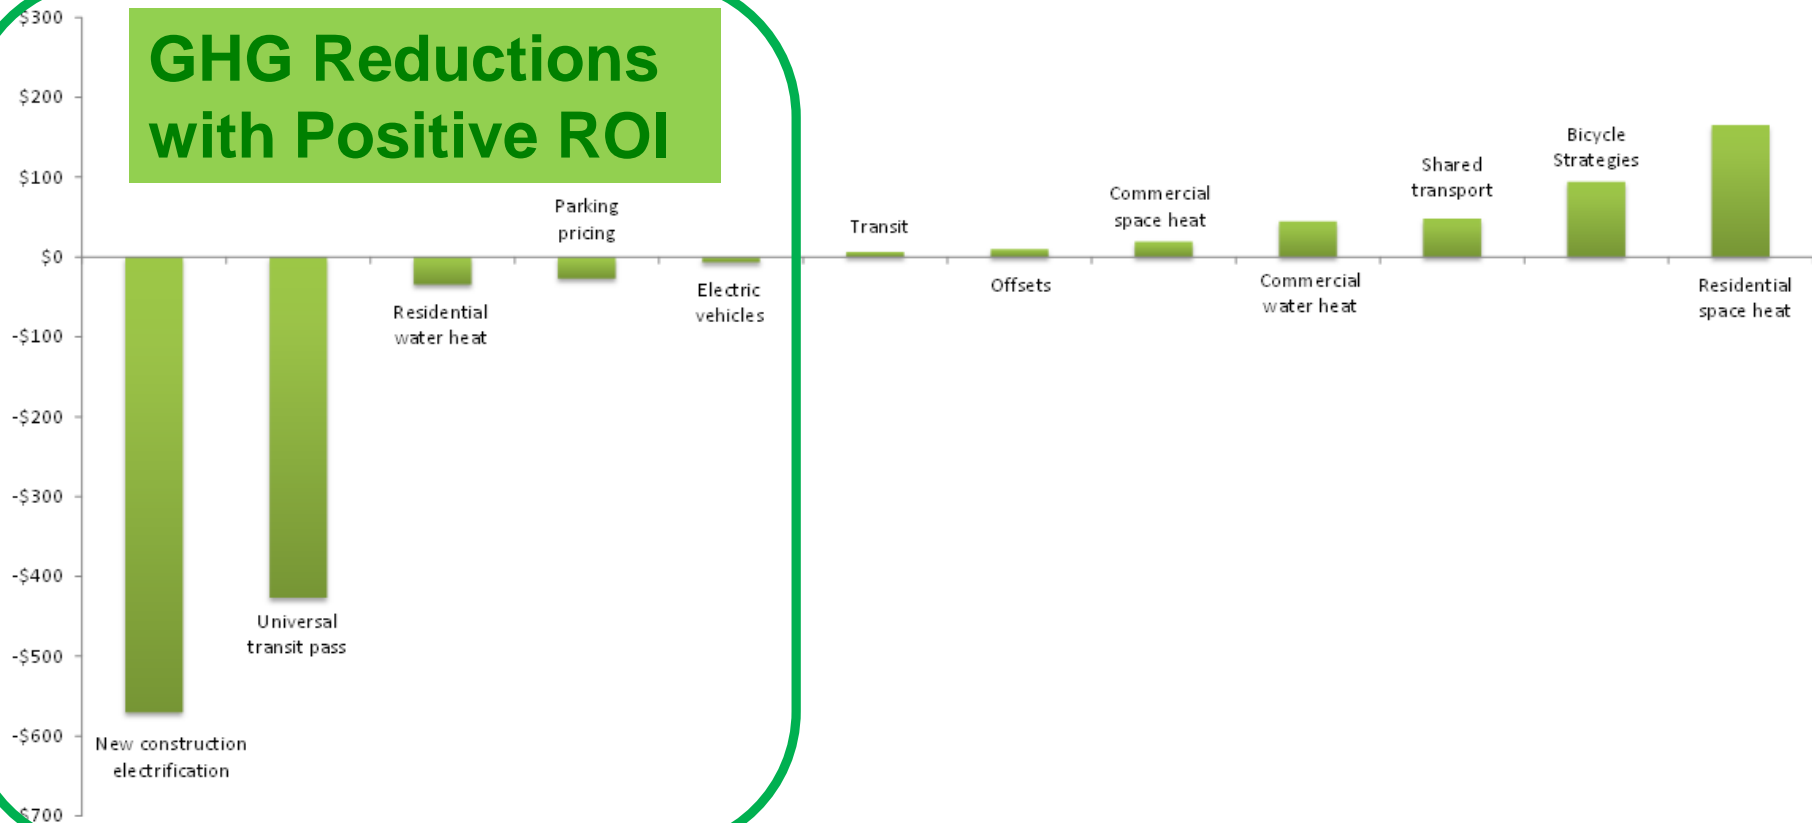 GHG Reductions
with Positive ROI
$300
$200
$100
$0
-$100
-$200
-$300
-$400
-$500
-$600
$700
New construction
electrification
Universal
transit pass
Residential
water heat
Parking
pricing
Electric
vehicles
Transit
Offsets
Commercial
space heat
Commercial
water heat
Shared
transport
Bicycle
Strategies
Residential
space heat